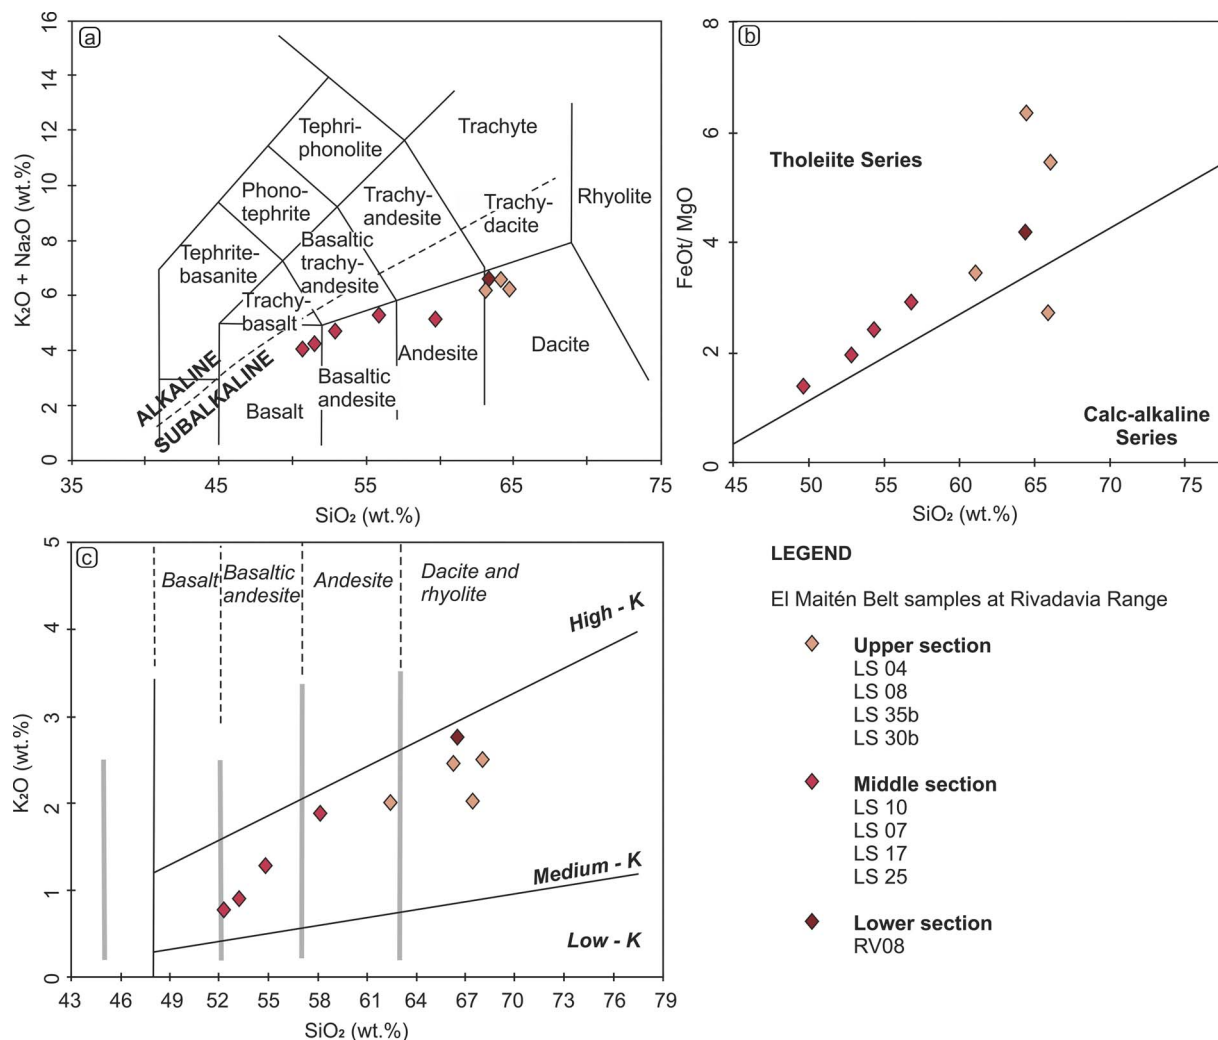 a
16
14
12
10
8
6
4
2
0
K₂O + Na₂O (wt.%)
Tephri-
phonolite
Trachyte
Phono-
tephrite
Trachy-
andesite
Trachy-
dacite
Rhyolite
Tephrite-
basanite
Basaltic
trachy-
andesite
Trachy-
basalt
ALKALINE
SUBALKALINE
Basalt
Basaltic
andesite
Andesite
Dacite
35
45
55
65
75
SiO₂ (wt.%)
b
8
6
4
2
0
FeOt/ MgO
Tholeiite Series
Calc-alkaline
Series
45
50
55
60
65
70
75
SiO₂ (wt.%)
c
5
4
3
2
1
0
K₂O (wt.%)
Basalt
Basaltic
andesite
Andesite
Dacite and
rhyolite
High - K
Medium - K
Low - K
43 46 49 52 55 58 61 63 67 70 73 76 79
SiO₂ (wt.%)
LEGEND
El Maitén Belt samples at Rivadavia Range
Upper section
LS 04
LS 08
LS 35b
LS 30b
Middle section
LS 10
LS 07
LS 17
LS 25
Lower section
RV08